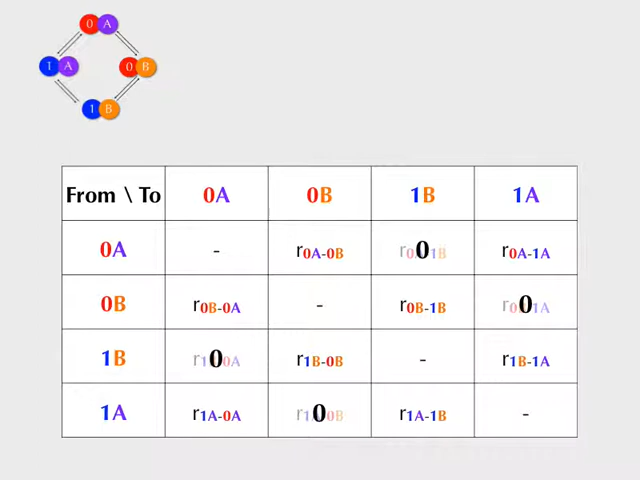 0 A
1 A
0 B
1 B
From \ To 0A 0B 1B 1A
0A - r0A-0B 0 r0A-1A
0B r0B-0A - r0B-1B 0
1B 0 r1B-0B - r1B-1A
1A r1A-0A 0 r1A-1B -